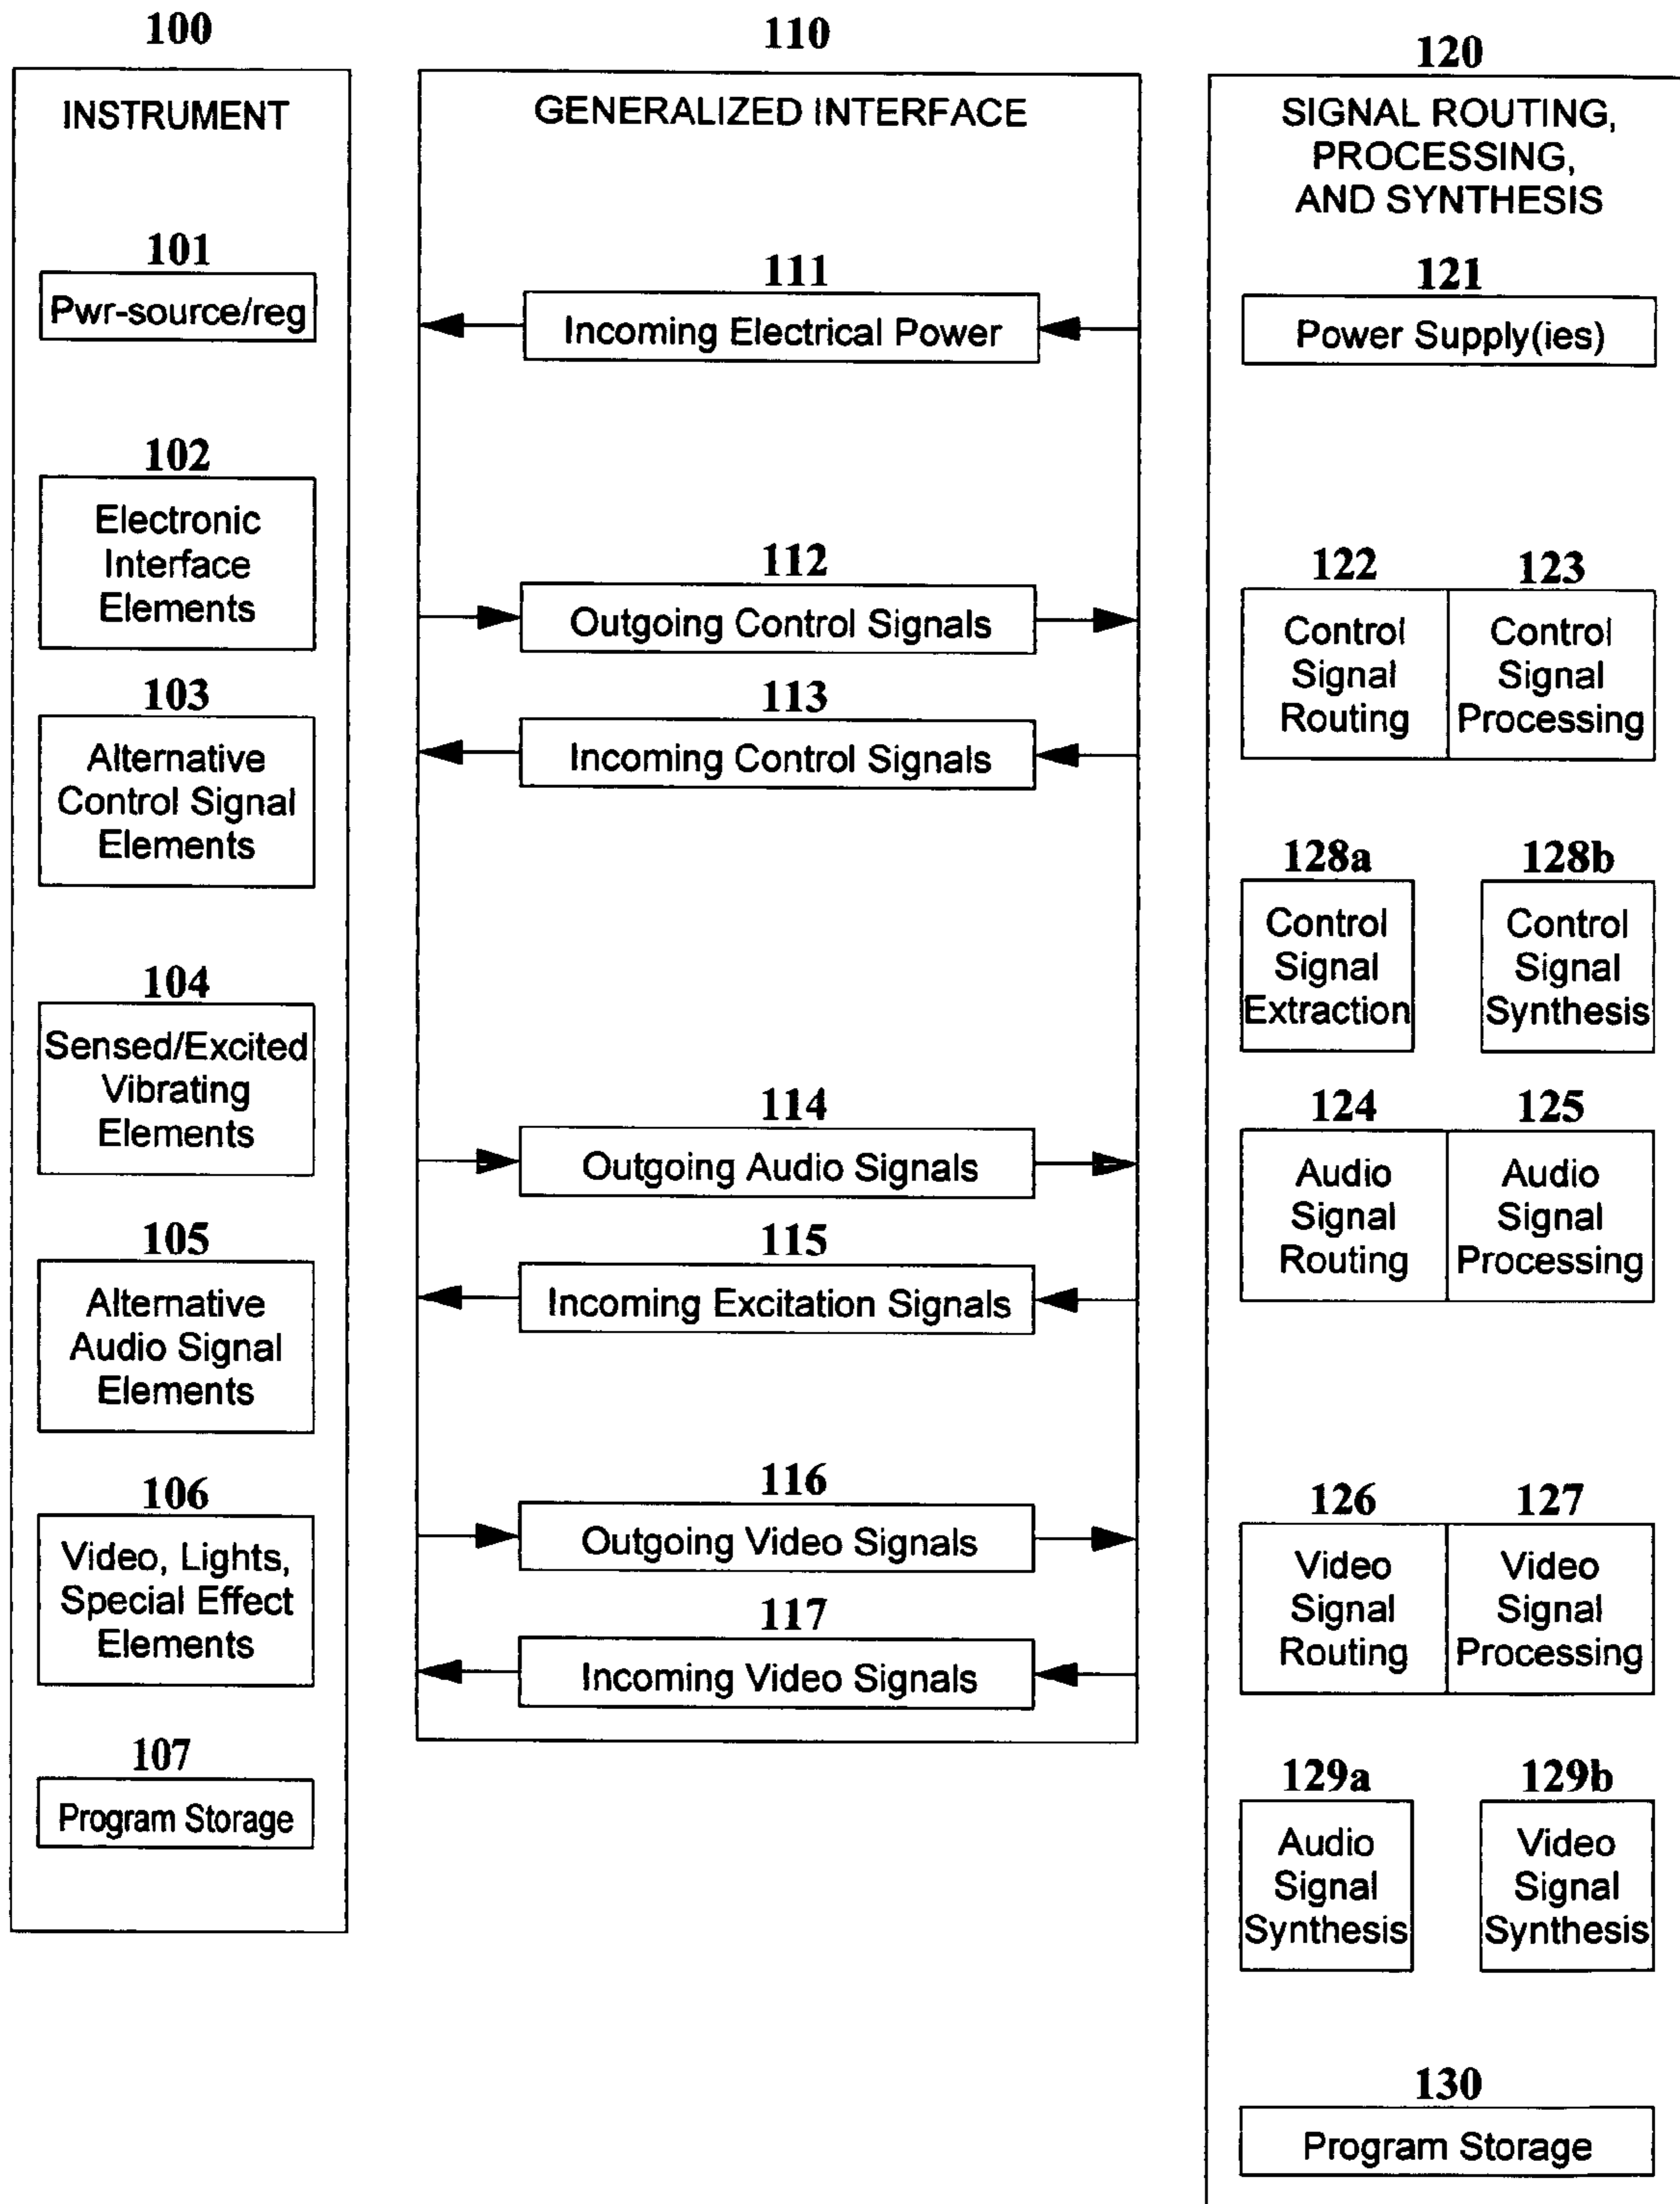 100
INSTRUMENT
101
Pwr-source/reg
102
Electronic
Interface
Elements
103
Alternative
Control Signal
Elements
104
Sensed/Excited
Vibrating
Elements
105
Alternative
Audio Signal
Elements
106
Video, Lights,
Special Effect
Elements
107
Program Storage
110
GENERALIZED INTERFACE
111
Incoming Electrical Power
112
Outgoing Control Signals
113
Incoming Control Signals
114
Outgoing Audio Signals
115
Incoming Excitation Signals
116
Outgoing Video Signals
117
Incoming Video Signals
120
SIGNAL ROUTING,
PROCESSING,
AND SYNTHESIS
121
Power Supply(ies)
122
Control
Signal
Routing
123
Control
Signal
Processing
128a
Control
Signal
Extraction
128b
Control
Signal
Synthesis
124
Audio
Signal
Routing
125
Audio
Signal
Processing
126
Video
Signal
Routing
127
Video
Signal
Processing
129a
Audio
Signal
Synthesis
129b
Video
Signal
Synthesis
130
Program Storage